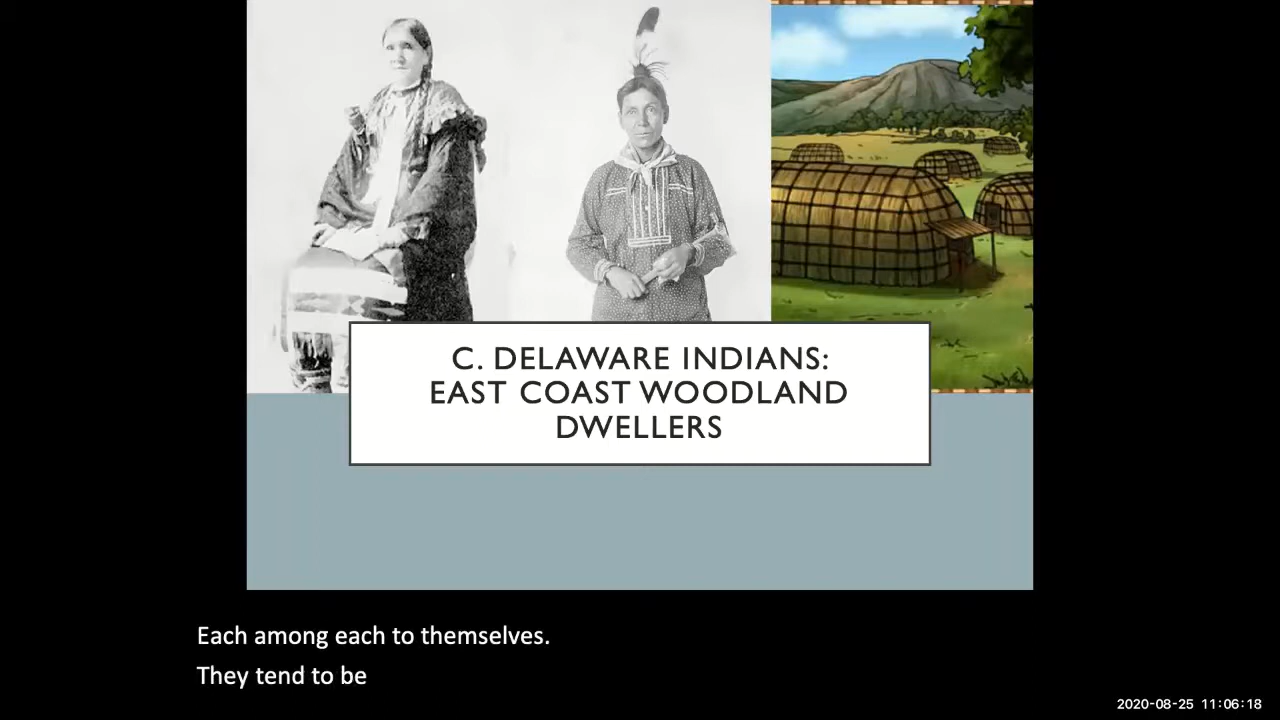 C. DELAWARE INDIANS:
EAST COAST WOODLAND
DWELLERS
Each among each to themselves.
They tend to be
2020-08-25 11:06:18